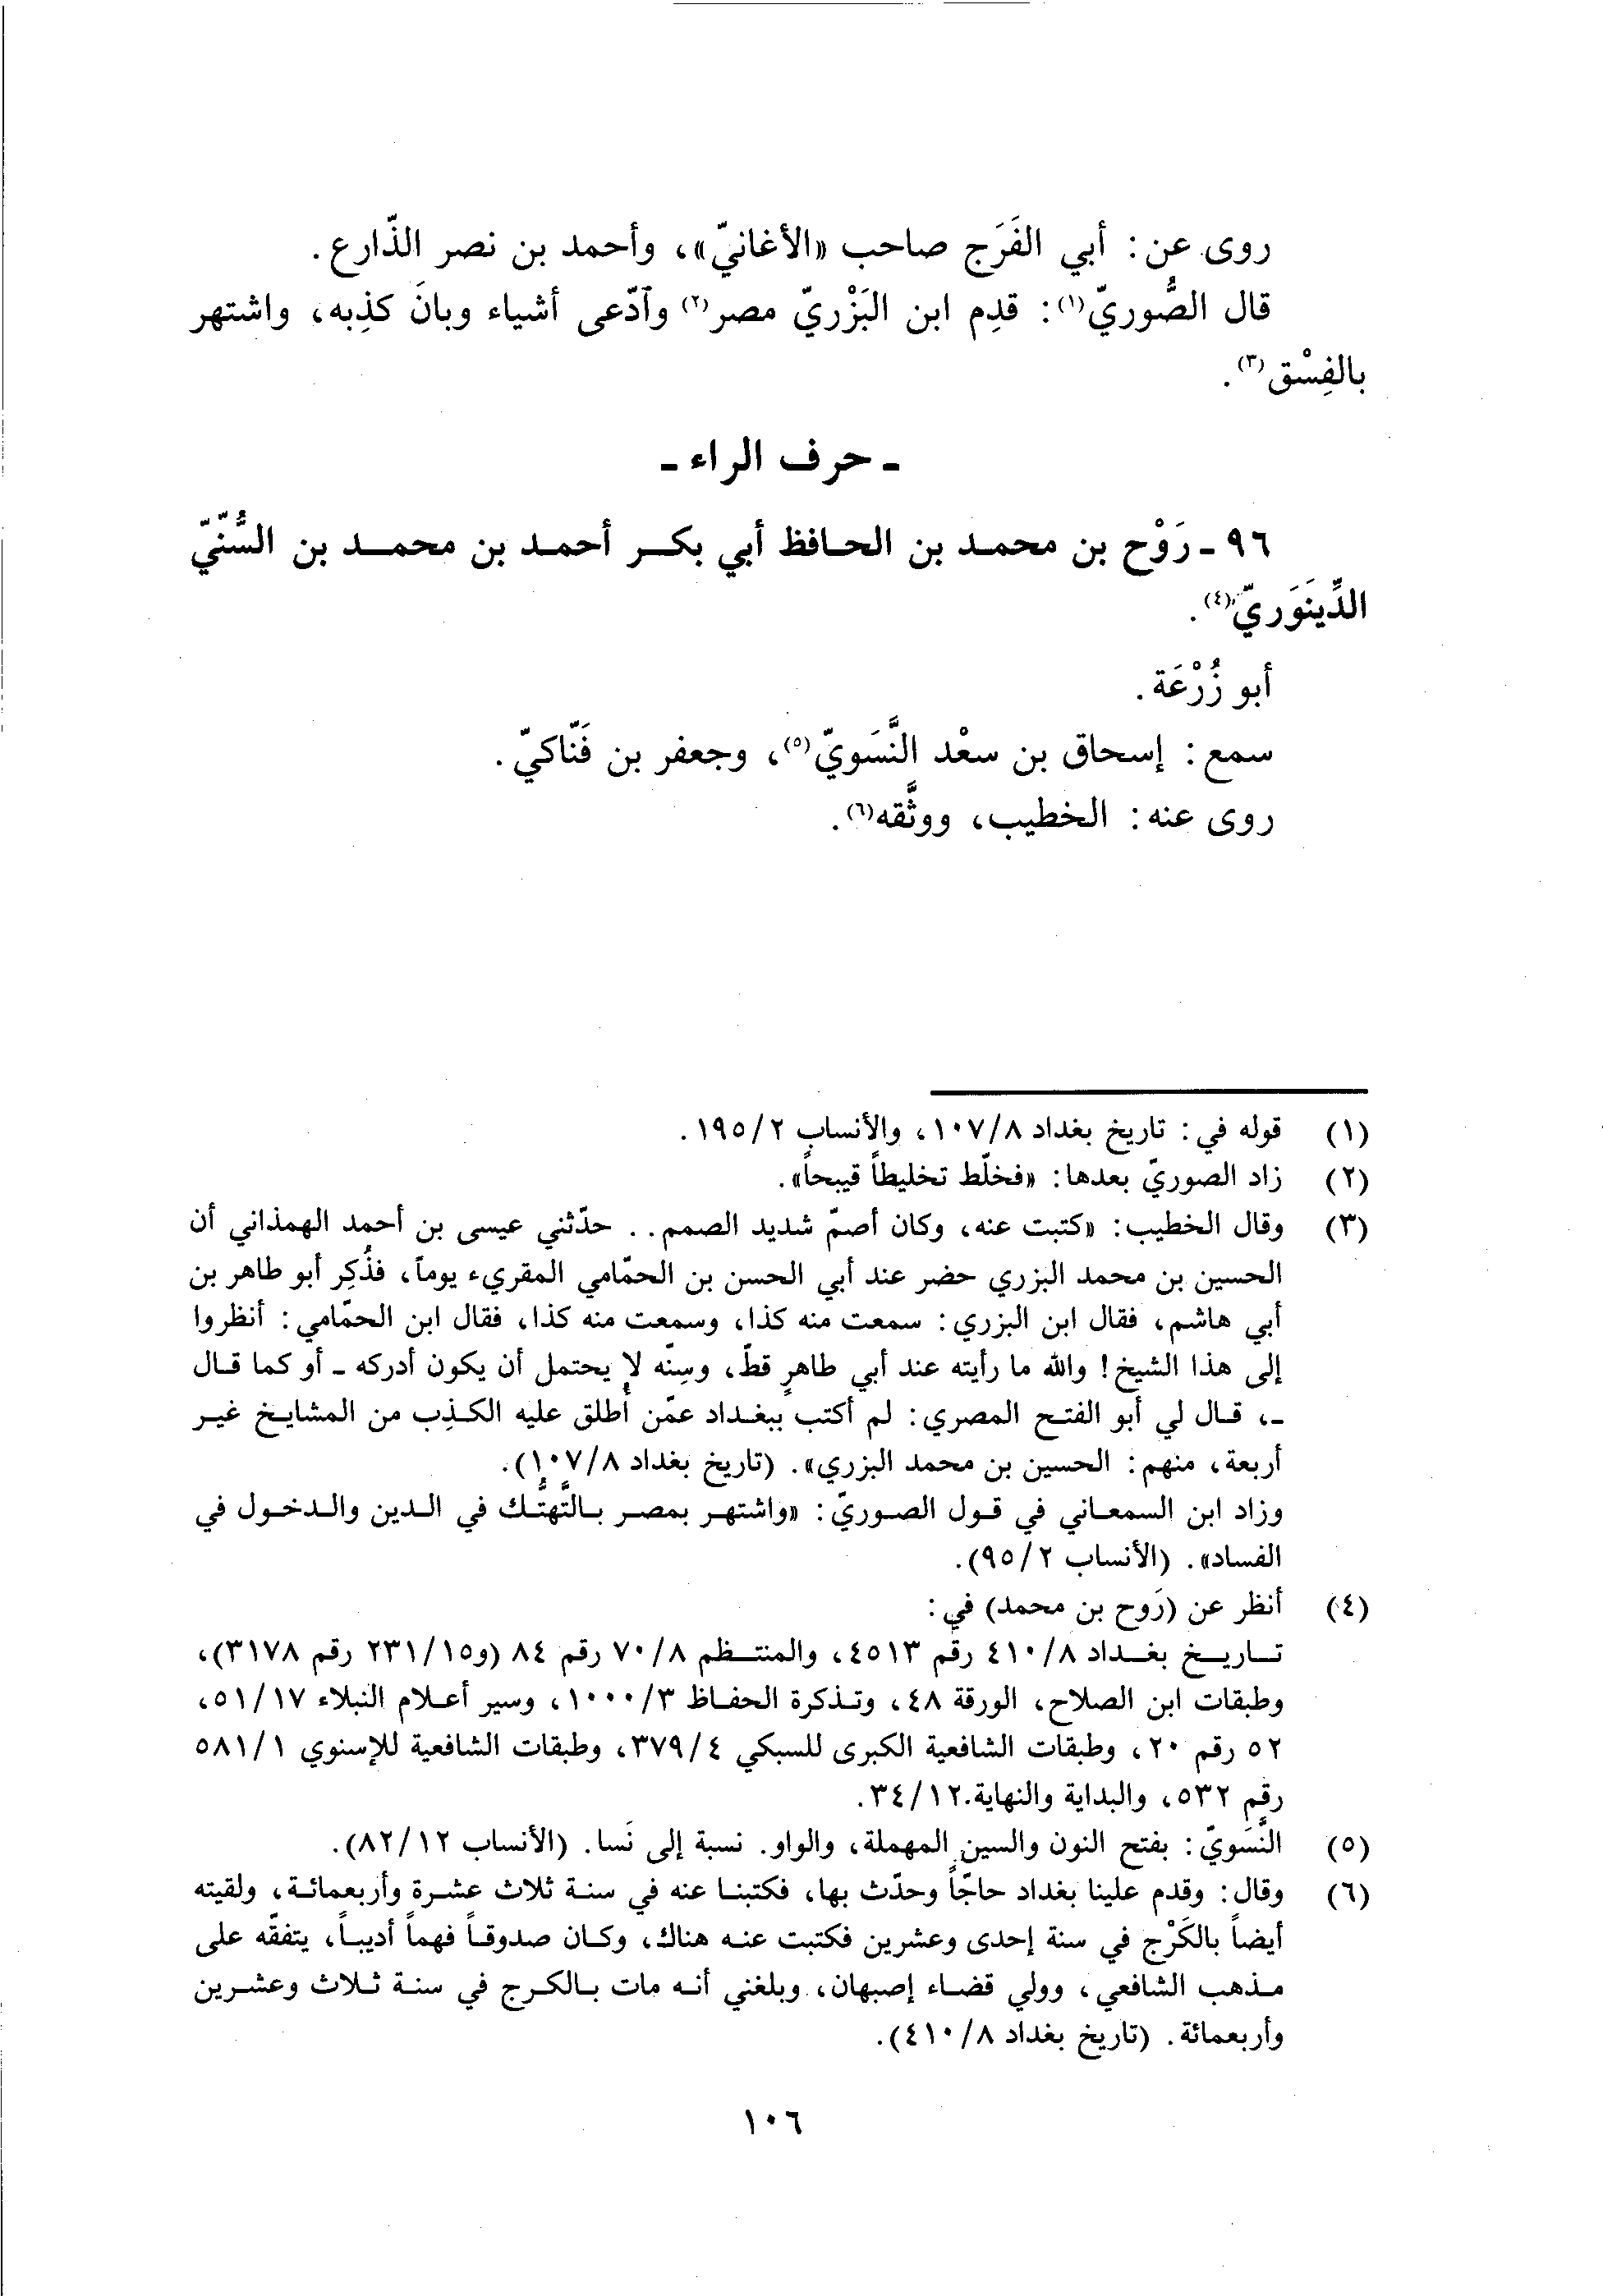 روى عن: أبي الفَرَج صاحب «الأغانيّ»، وأحمد بن نصر الذّارع.
قال الصُّوريّ(١): قدِم ابن البَزْريّ مصر(٢) وآدّعى أشياء وبانَ كذِبه، واشتهر
بالفِسْق(٣).
- حرف الراء -
٩٦ - رَوْح بن محمد بن الحافظ أبي بكر أحمد بن محمد بن السُّنّيّ
الدِّينَوَريّ(٤).
أبو زُرْعَة.
سمع: إسحاق بن سعْد النَّسَويّ(٥)، وجعفر بن فَنّاكيّ.
روى عنه: الخطيب، ووثَّقه(٦).
(١) قوله في: تاريخ بغداد ١٠٧/٨، والأنساب ١٩٥/٢.
(٢) زاد الصوريّ بعدها: «فخلّط تخليطاً قيبحاً».
(٣) وقال الخطيب: «كتبت عنه، وكان أصمّ شديد الصمم.. حدّثني عيسى بن أحمد الهمذاني أن
الحسين بن محمد البزري حضر عند أبي الحسن بن الحمّامي المقريء يوماً، فذُكِر أبو طاهر بن
أبي هاشم، فقال ابن البزري: سمعت منه كذا، وسمعت منه كذا، فقال ابن الحمّامي: أنظروا
إلى هذا الشيخ! والله ما رأيته عند أبي طاهرٍ قطّ، وسِنّه لا يحتمل أن يكون أدركه - أو كما قال
-، قال لي أبو الفتح المصري: لم أكتب ببغداد عمّن أُطلق عليه الكذِب من المشايخ غير
أربعة، منهم: الحسين بن محمد البزري». (تاريخ بغداد ١٠٧/٨).
وزاد ابن السمعاني في قول الصوريّ: «واشتهر بمصر بالتَّهتُّك في الدين والدخول في
الفساد». (الأنساب ٩٥/٢).
(٤) أنظر عن (رَوح بن محمد) في:
تاريخ بغداد ٤١٠/٨ رقم ٤٥١٣، والمنتظم ٧٠/٨ رقم ٨٤ (و٢٣١/١٥ رقم ٣١٧٨)،
وطبقات ابن الصلاح، الورقة ٤٨، وتذكرة الحفاظ ١٠٠٠/٣، وسير أعلام النبلاء ٥١/١٧،
٥٢ رقم ٢٠، وطبقات الشافعية الكبرى للسبكي ٣٧٩/٤، وطبقات الشافعية للإسنوي ٥٨١/١
رقم ٥٣٢، والبداية والنهاية ٣٤/١٢.
(٥) النَّسَويّ: بفتح النون والسين المهملة، والواو. نسبة إلى نَسا. (الأنساب ٨٢/١٢).
(٦) وقال: وقدم علينا بغداد حاجّاً وحدّث بها، فكتبنا عنه في سنة ثلاث عشرة وأربعمائة، ولقيته
أيضاً بالكَرْج في سنة إحدى وعشرين فكتبت عنه هناك، وكان صدوقاً فهماً أديباً، يتفقّه على
مذهب الشافعي، وولي قضاء إصبهان، وبلغني أنه مات بالكرج في سنة ثلاث وعشرين
وأربعمائة. (تاريخ بغداد ٤١٠/٨).
١٠٦